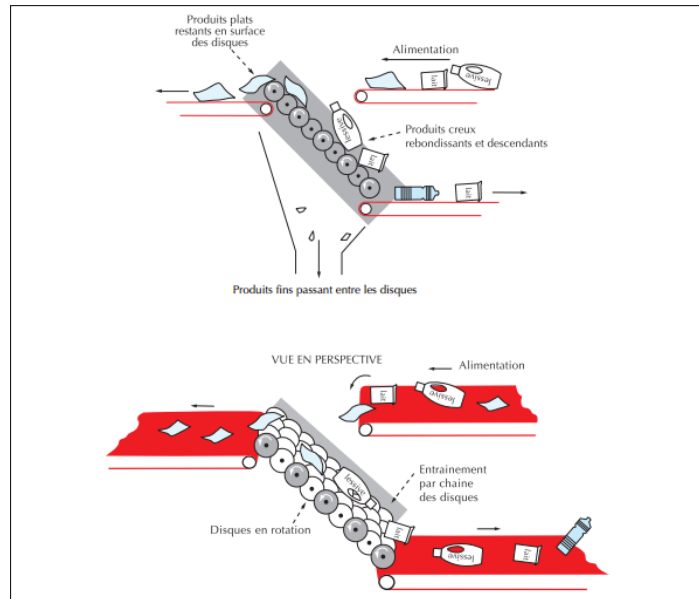 Produits plats
restants en surface
des disques
Alimentation
lessive
lait
lessive
Produits creux
rebondissants et descendants
lait
lait
Produits fins passant entre les disques
VUE EN PERSPECTIVE
Alimentation
lait
lessive
Entrainement
par chaine
des disques
lessive
Disques en rotation
lait
lessive
lait